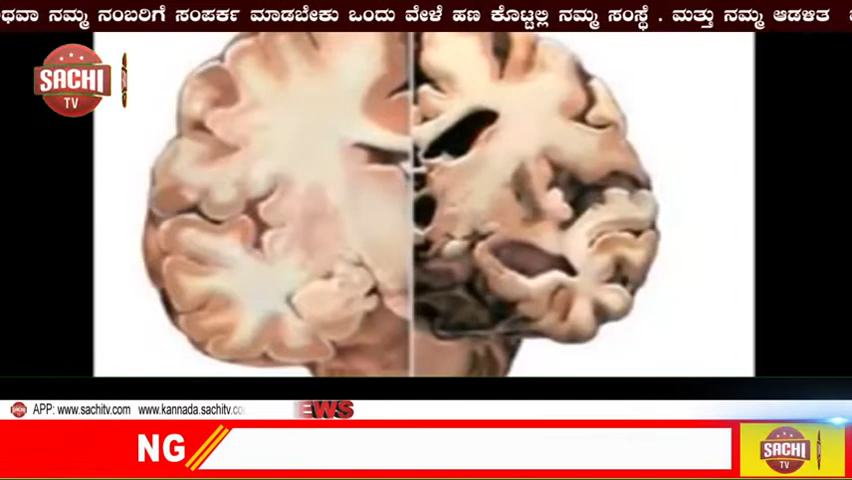 ನಮ್ಮ ನಂಬರಿಗೆ ಸಂಪರ್ಕ ಮಾಡಬೇಕು ಒಂದು ವೇಳೆ ಹಣ ಕೊಟ್ಟಲ್ಲಿ ನಮ್ಮ ಸಂಸ್ಥೆ . ಮತ್ತು ನಮ್ಮ ಆಡಳಿತ
SACHI
TV
APP: www.sachitv.com www.kannada.sachitv.co
EWS
NG
SACHI
TV